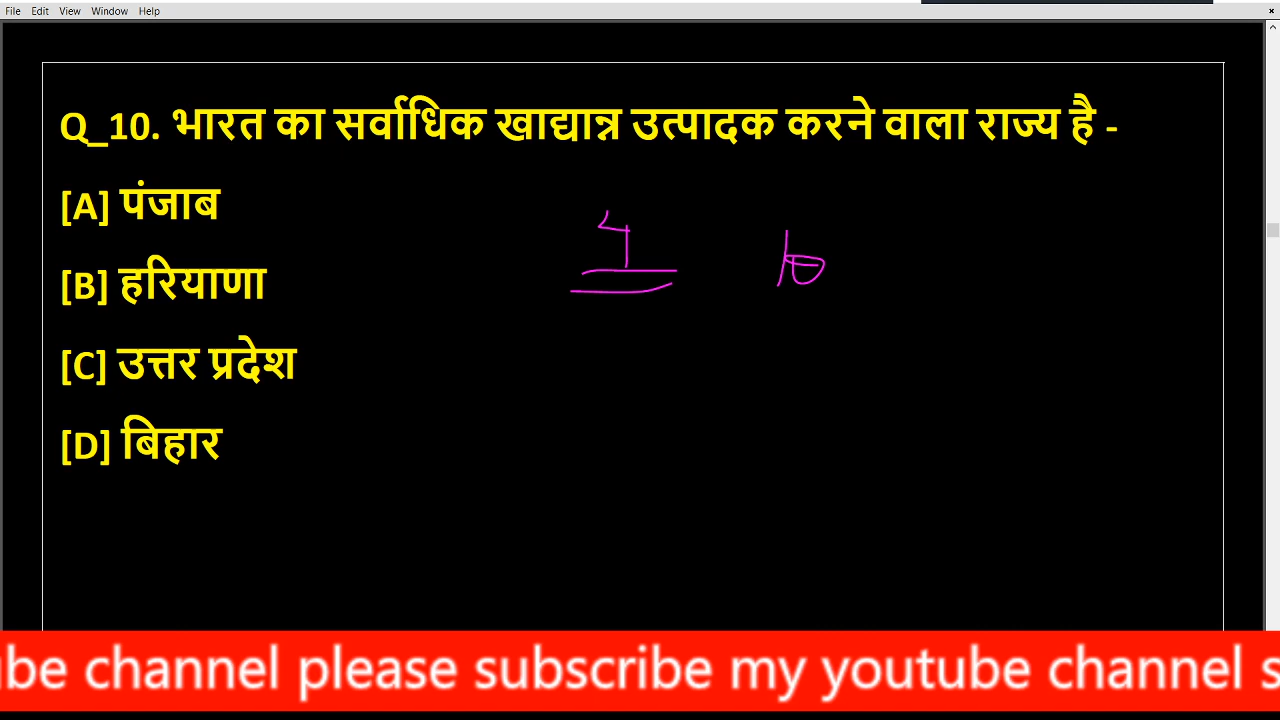 File Edit View Window Help
Q_10. भारत का सर्वाधिक खाद्यान्न उत्पादक करने वाला राज्य है -
[A] पंजाब
[B] हरियाणा
[C] उत्तर प्रदेश
[D] बिहार
be channel please subscribe my youtube channel s